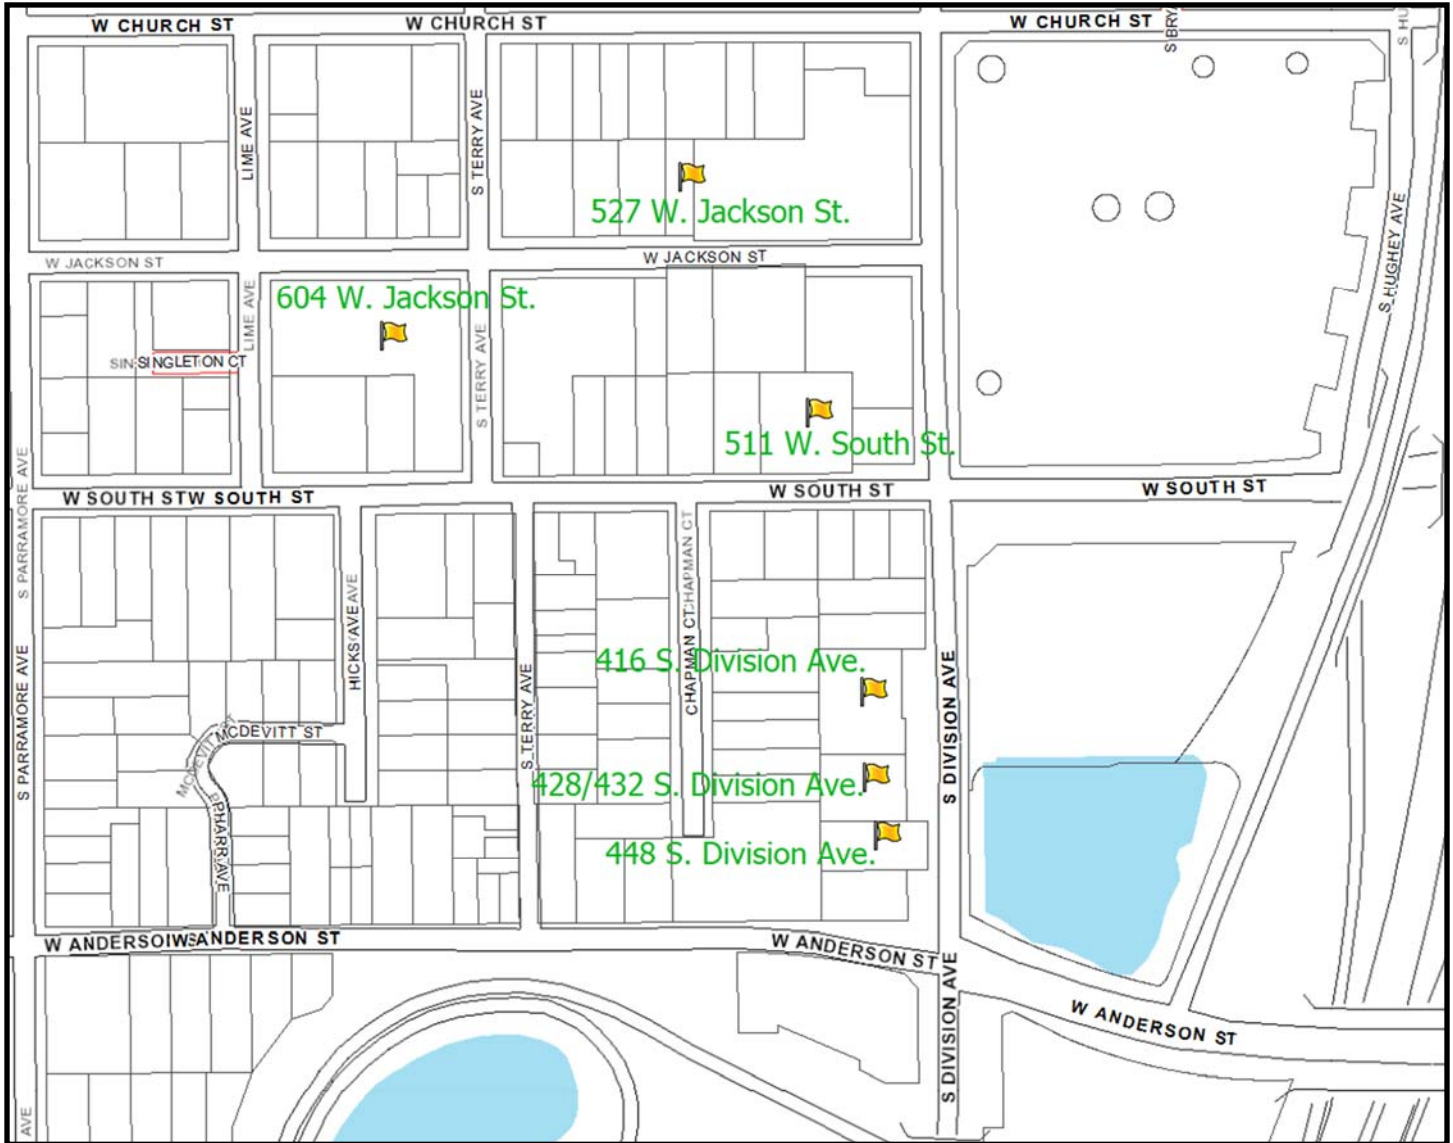 W CHURCH ST
W CHURCH ST
W CHURCH ST
S BRY
S HU
LIME AVE
S TERRY AVE
527 W. Jackson St.
S HUGHEY AVE
W JACKSON ST
W JACKSON ST
604 W. Jackson St.
LIME AVE
S TERRY AVE
SIN
SINGLETON CT
511 W. South St.
S PARRAMORE AVE
W SOUTH ST
W SOUTH ST
W SOUTH ST
W SOUTH ST
CHAPMAN CT
CHAPMAN CT
HICKS AVE
AVE
S PARRAMORE AVE
416 S. Division Ave.
S TERRY AVE
S DIVISION AVE
MCDEVITT ST
428/432 S. Division Ave.
PHARR AVE
448 S. Division Ave.
W ANDERSO
W ANDERSON ST
W ANDERSON ST
S DIVISION AVE
W ANDERSON ST
AVE